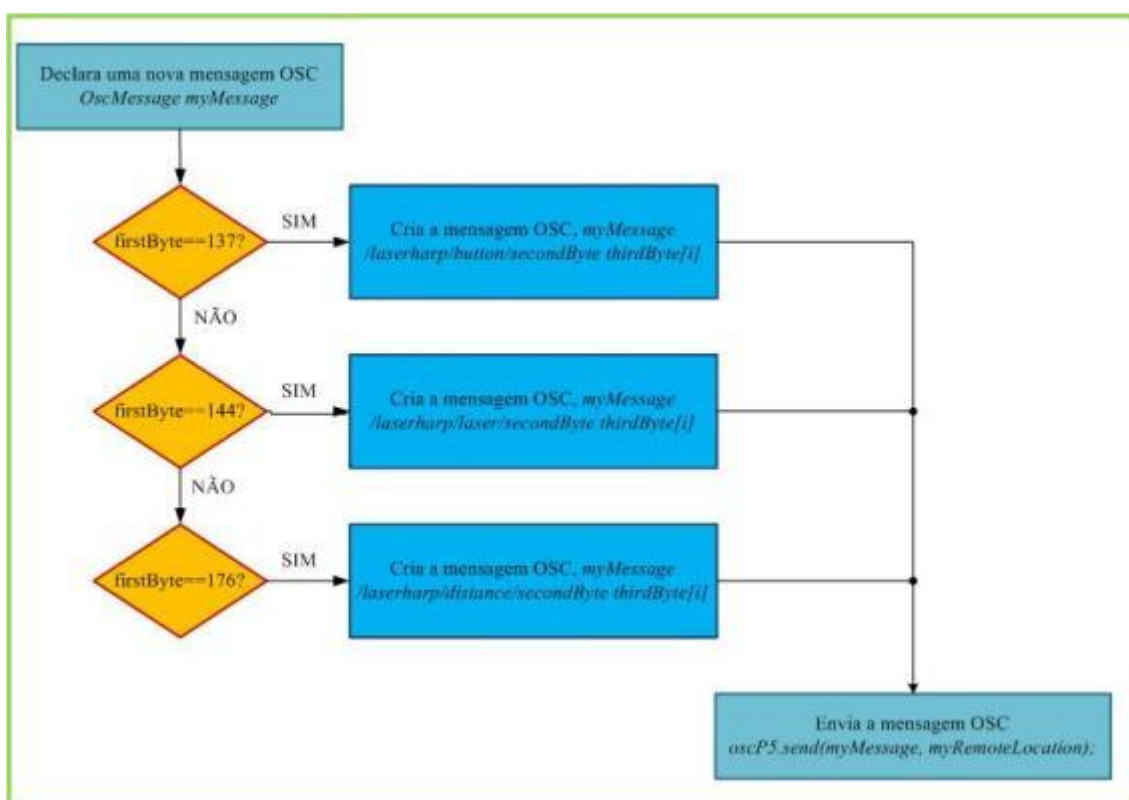 Declara uma nova mensagem OSC
OscMessage myMessage
firstByte==137?
SIM
Cria a mensagem OSC, myMessage
/laserharp/button/secondByte thirdByte[i]
NÃO
firstByte==144?
SIM
Cria a mensagem OSC, myMessage
/laserharp/laser/secondByte thirdByte[i]
NÃO
firstByte==176?
SIM
Cria a mensagem OSC, myMessage
/laserharp/distance/secondByte thirdByte[i]
Envia a mensagem OSC
oscP5.send(myMessage, myRemoteLocation);